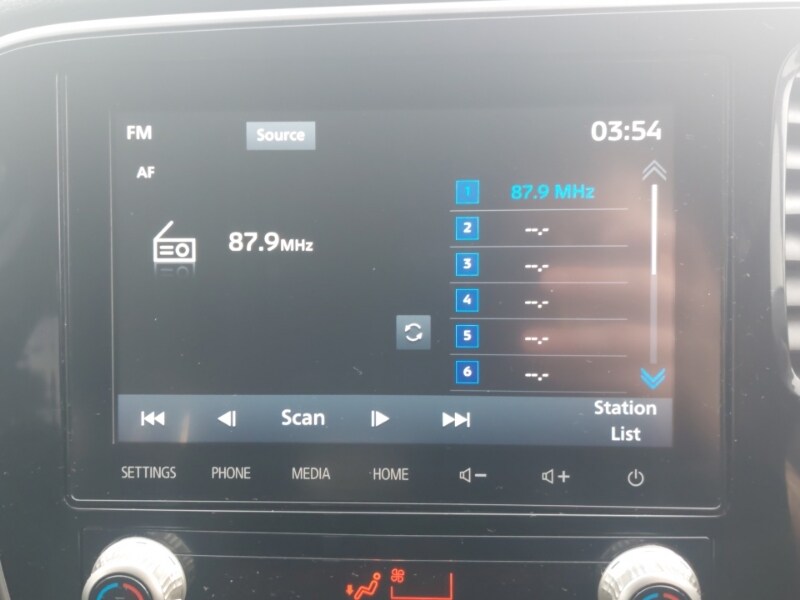 FM Source 03:54
AF
87.9MHz
1 87.9 MHz
2 --.-
3 --.-
4 --.-
5 --.-
6 --.-
Scan
Station
List
SETTINGS PHONE MEDIA HOME - +